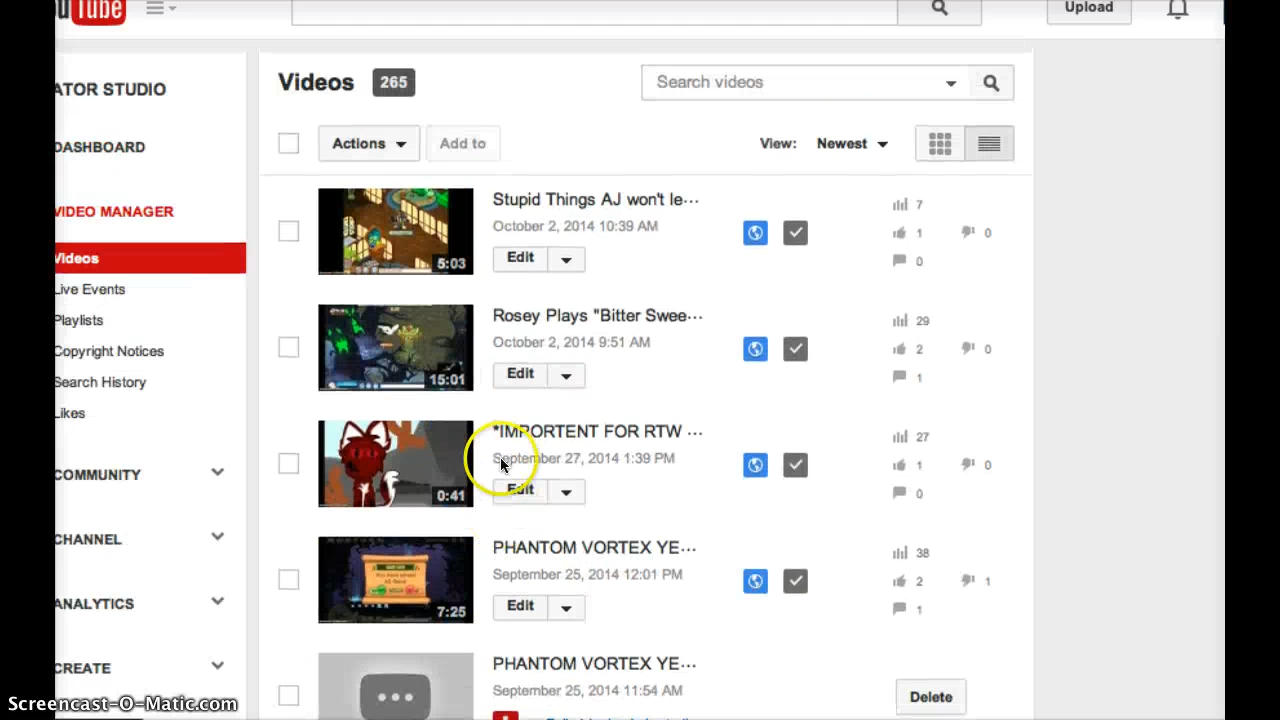 uTube
Upload
ATOR STUDIO
DASHBOARD
VIDEO MANAGER
Videos
Live Events
Playlists
Copyright Notices
Search History
Likes
COMMUNITY
CHANNEL
ANALYTICS
CREATE
Videos 265
Search videos
Actions Add to View: Newest
Stupid Things AJ won't le...
October 2, 2014 10:39 AM
Edit
5:03
7
1 0
0
Rosey Plays "Bitter Swee...
October 2, 2014 9:51 AM
Edit
15:01
29
2 0
1
*IMPORTENT FOR RTW ...
September 27, 2014 1:39 PM
Edit
0:41
27
1 0
0
PHANTOM VORTEX YE...
September 25, 2014 12:01 PM
Edit
7:25
38
2 1
1
PHANTOM VORTEX YE...
September 25, 2014 11:54 AM
Delete
Screencast-O-Matic.com